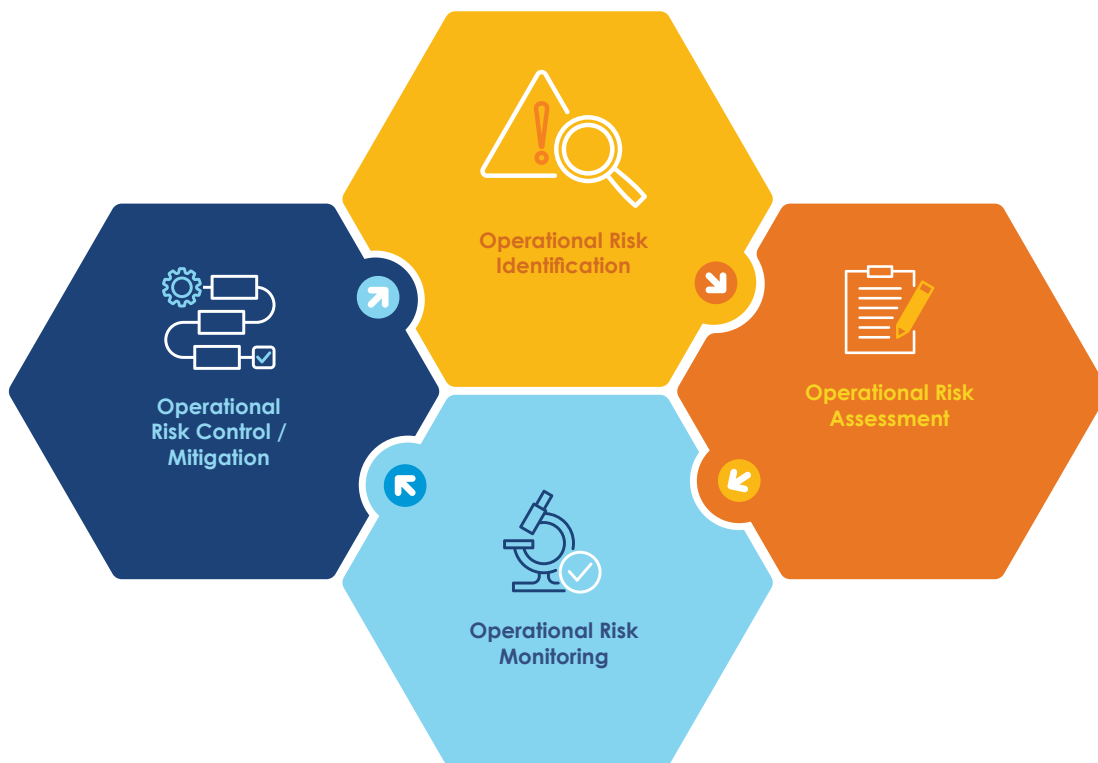 Operational Risk
Identification
Operational Risk
Assessment
Operational Risk
Monitoring
Operational
Risk Control /
Mitigation